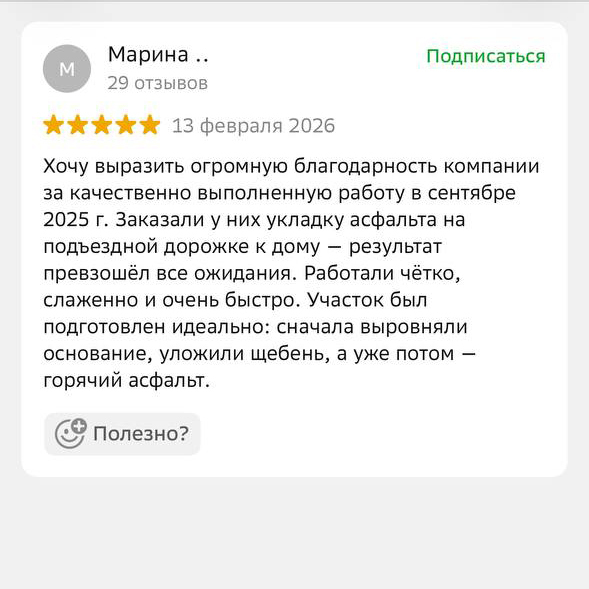 Марина ..
Подписаться
М
29 отзывов
13 февраля 2026
Хочу выразить огромную благодарность компании
за качественно выполненную работу в сентябре
2025 г. Заказали у них укладку асфальта на
подъездной дорожке к дому — результат
превзошёл все ожидания. Работали чётко,
слаженно и очень быстро. Участок был
подготовлен идеально: сначала выровняли
основание, уложили щебень, а уже потом —
горячий асфальт.
Полезно?